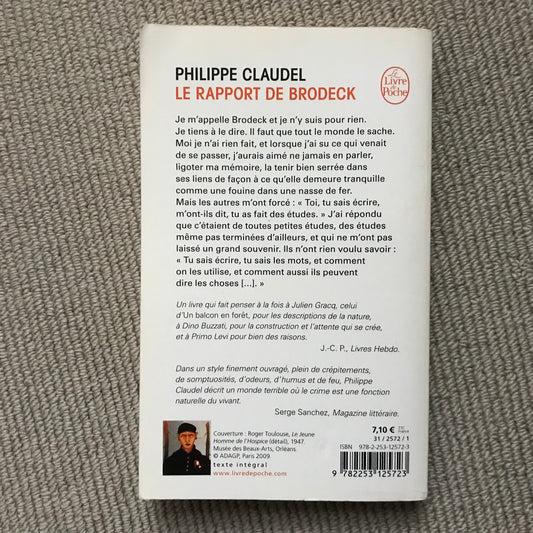 PHILIPPE CLAUDEL
LE RAPPORT DE BRODECK
Le
Livre
de
Poche
Je m'appelle Brodeck et je n'y suis pour rien.
Je tiens à le dire. Il faut que tout le monde le sache.
Moi je n'ai rien fait, et lorsque j'ai su ce qui venait
de se passer, j'aurais aimé ne jamais en parler,
ligoter ma mémoire, la tenir bien serrée dans
ses liens de façon à ce qu'elle demeure tranquille
comme une fouine dans une nasse de fer.
Mais les autres m'ont forcé : « Toi, tu sais écrire,
m'ont-ils dit, tu as fait des études. » J'ai répondu
que c'étaient de toutes petites études, des études
même pas terminées d'ailleurs, et qui ne m'ont pas
laissé un grand souvenir. Ils n'ont rien voulu savoir :
« Tu sais écrire, tu sais les mots, et comment
on les utilise, et comment aussi ils peuvent
dire les choses [...]. »
Un livre qui fait penser à la fois à Julien Gracq, celui
d'Un balcon en forêt, pour les descriptions de la nature,
à Dino Buzzati, pour la construction et l'attente qui se crée,
et à Primo Levi pour bien des raisons.
J.-C. P., Livres Hebdo.
Dans un style finement ouvragé, plein de crépitements,
de somptuosités, d'odeurs, d'humus et de feu, Philippe
Claudel décrit un monde terrible où le crime est une fonction
naturelle du vivant.
Serge Sanchez, Magazine littéraire.
Couverture : Roger Toulouse, Le Jeune
Homme de l'Hospice (détail), 1947.
Musée des Beaux-Arts, Orléans.
© ADAGP, Paris 2009.
texte intégral
www.livredepoche.com
7,10 €
France
31 / 2572 / 1
ISBN 978-2-253-12572-3
9 782253 125723